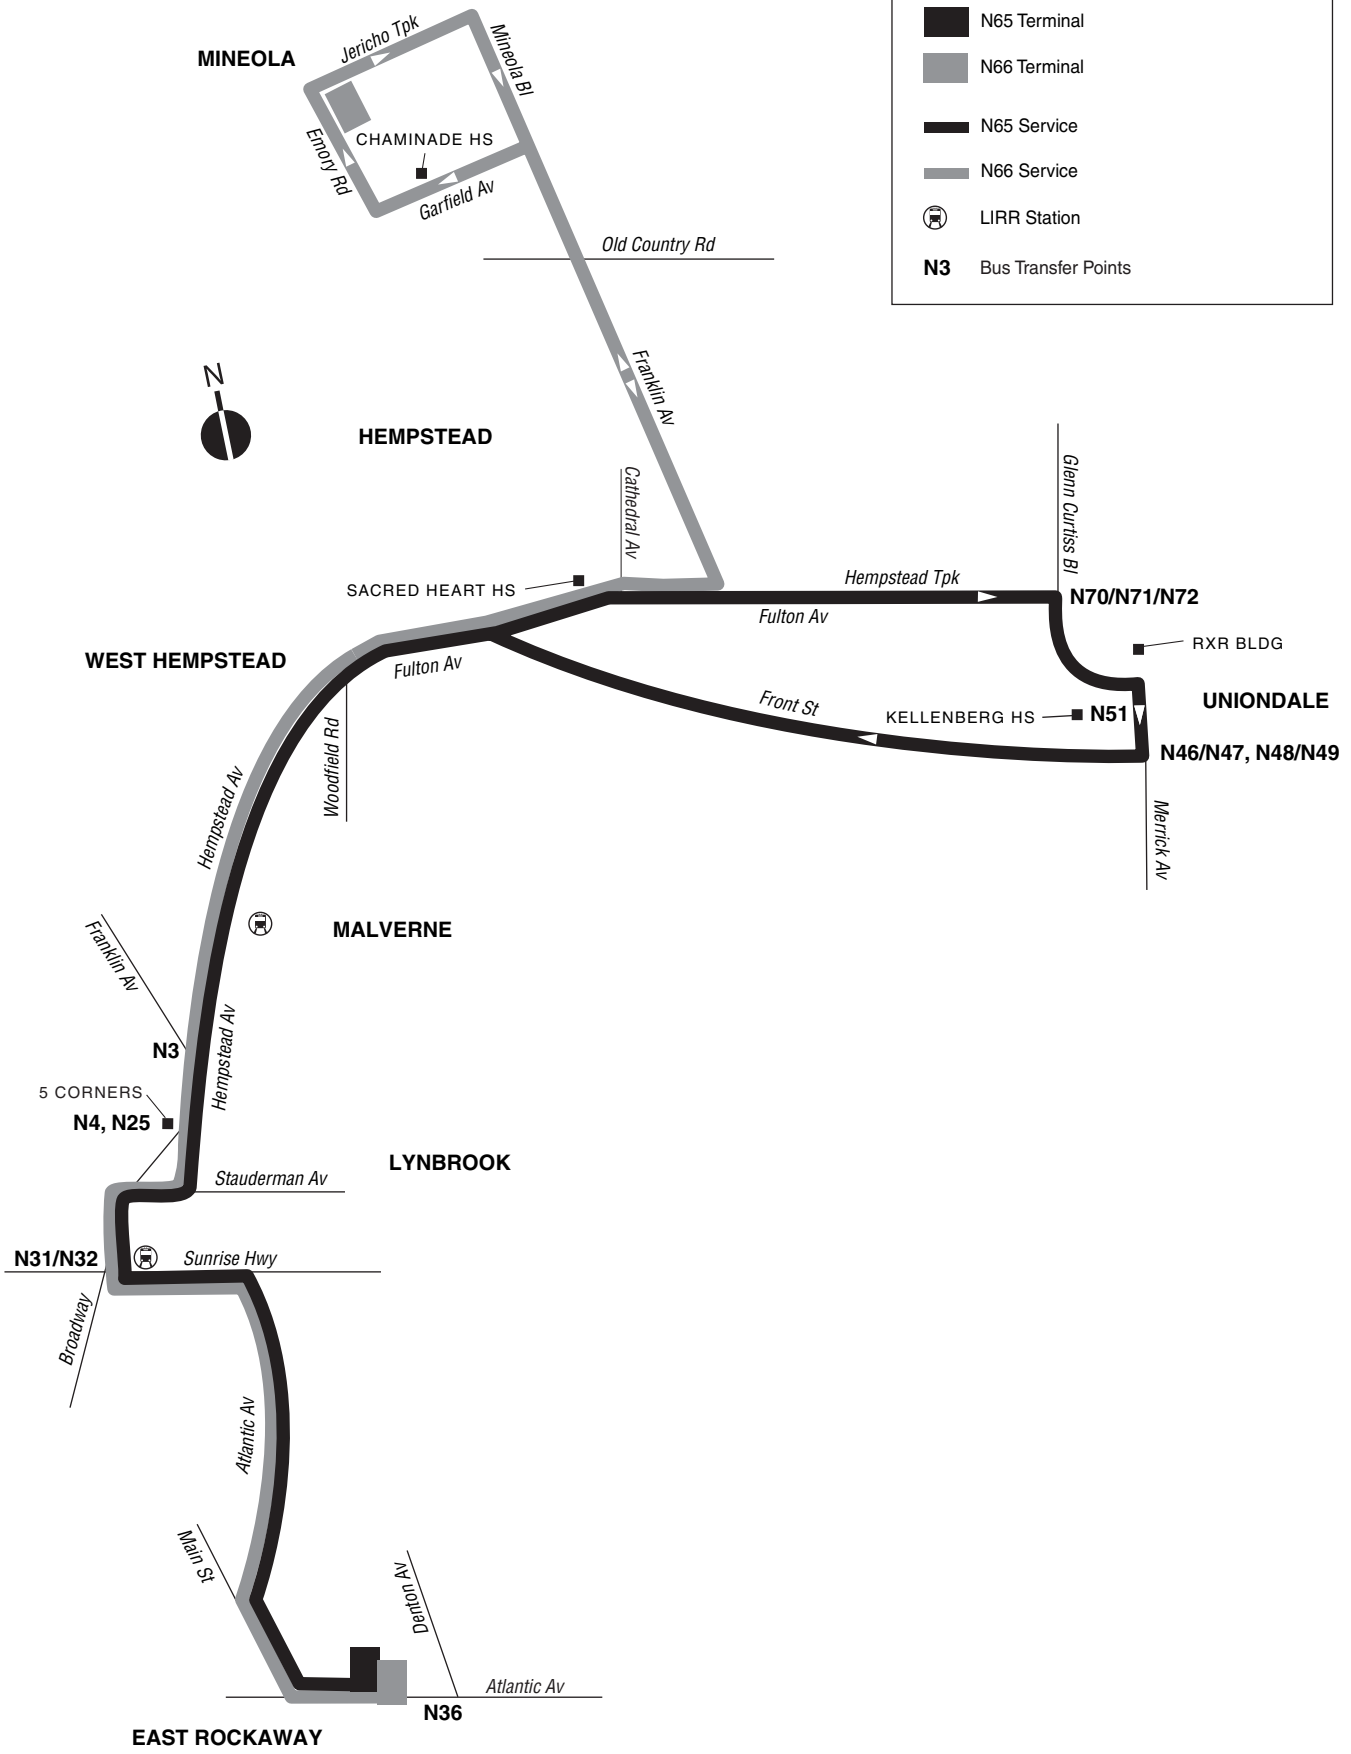 N65 Terminal
N66 Terminal
N65 Service
N66 Service
LIRR Station
N3 Bus Transfer Points
MINEOLA
Jericho Tpk
Mineola Bl
CHAMINADE HS
Emory Rd
Garfield Av
Old Country Rd
N
Franklin Av
HEMPSTEAD
Cathedral Av
Glenn Curtiss Bl
SACRED HEART HS
Hempstead Tpk
N70/N71/N72
Fulton Av
WEST HEMPSTEAD
Fulton Av
RXR BLDG
Front St
UNIONDALE
KELLENBERG HS
N51
N46/N47, N48/N49
Woodfield Rd
Hempstead Av
Merrick Av
MALVERNE
Franklin Av
N3
Hempstead Av
5 CORNERS
N4, N25
LYNBROOK
Stauderman Av
N31/N32
Sunrise Hwy
Broadway
Atlantic Av
Main St
Denton Av
Atlantic Av
N36
EAST ROCKAWAY